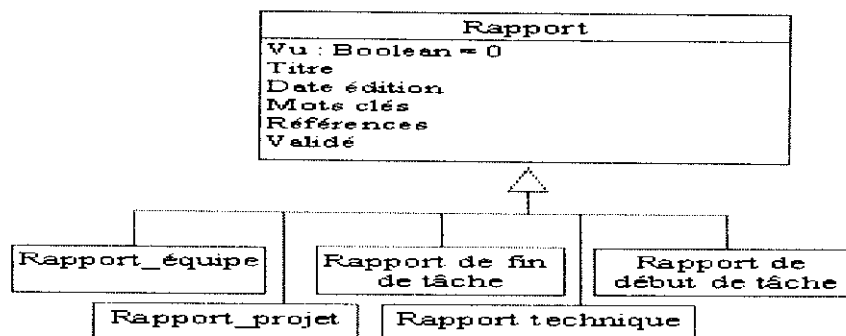 Rapport
Vu : Boolean = 0
Titre
Date édition
Mots clés
Références
Validé
Rapport_équipe
Rapport de fin
de tâche
Rapport de
début de tâche
Rapport_projet
Rapport technique